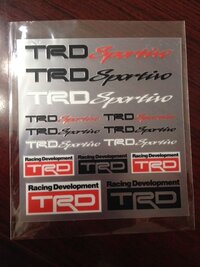 TRD Sportivo
TRD Sportivo
TRD Sportivo
TRD Sportivo TRD Sportivo
TRD Sportivo TRD Sportivo
TRD Sportivo TRD Sportivo
Racing Development Racing Development Racing Development
TRD TRD TRD
Racing Development Racing Development
TRD TRD